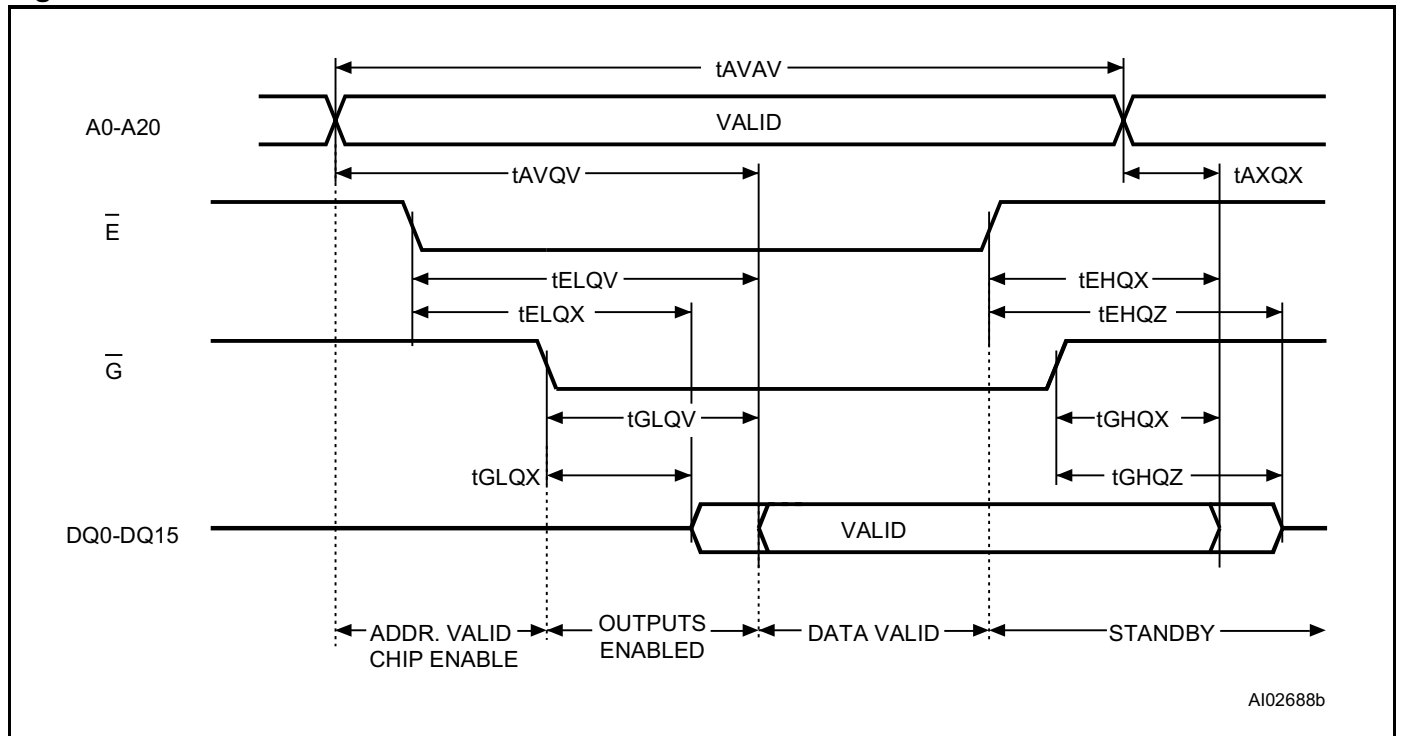 tAVAV
A0-A20
VALID
tAVQV
tAXQX
E
tELQV
tEHQX
tELQX
tEHQZ
G
tGLQV
tGHQX
tGLQX
tGHQZ
DQ0-DQ15
VALID
ADDR. VALID
CHIP ENABLE
OUTPUTS
ENABLED
DATA VALID
STANDBY
AI02688b